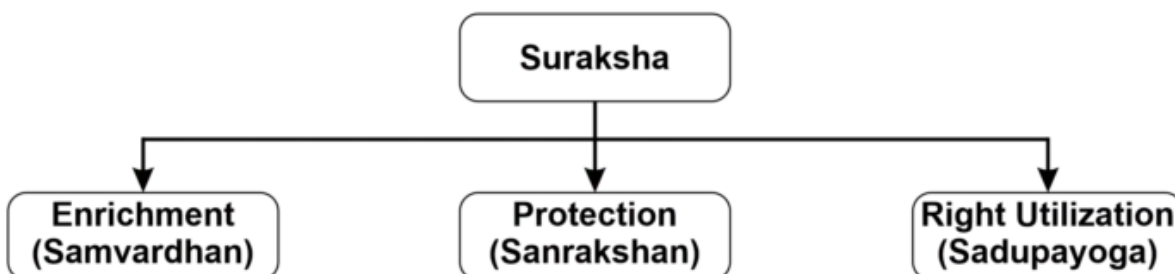 Suraksha
Enrichment
(Samvardhan)
Protection
(Sanrakshan)
Right Utilization
(Sadupayoga)